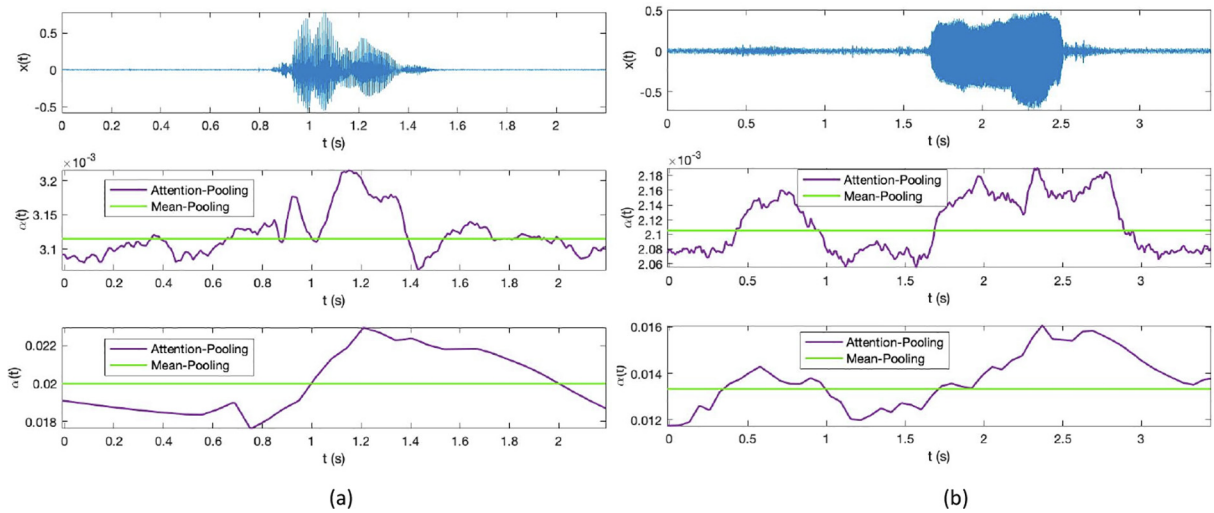 0.5
0
-0.5
x(t)
0 0.2 0.4 0.6 0.8 1 1.2 1.4 1.6 1.8 2
t (s)
×10⁻³
3.2
3.15
3.1
α(t)
Attention-Pooling
Mean-Pooling
0 0.2 0.4 0.6 0.8 1 1.2 1.4 1.6 1.8 2
t (s)
0.022
0.02
0.018
α(t)
Attention-Pooling
Mean-Pooling
0 0.2 0.4 0.6 0.8 1 1.2 1.4 1.6 1.8 2
t (s)
(a)
0.5
0
-0.5
x(t)
0 0.5 1 1.5 2 2.5 3
t (s)
×10⁻³
2.18
2.16
2.14
2.12
2.1
2.08
2.06
α(t)
Attention-Pooling
Mean-Pooling
0 0.5 1 1.5 2 2.5 3
t (s)
0.016
0.014
0.012
α(t)
Attention-Pooling
Mean-Pooling
0 0.5 1 1.5 2 2.5 3
t (s)
(b)